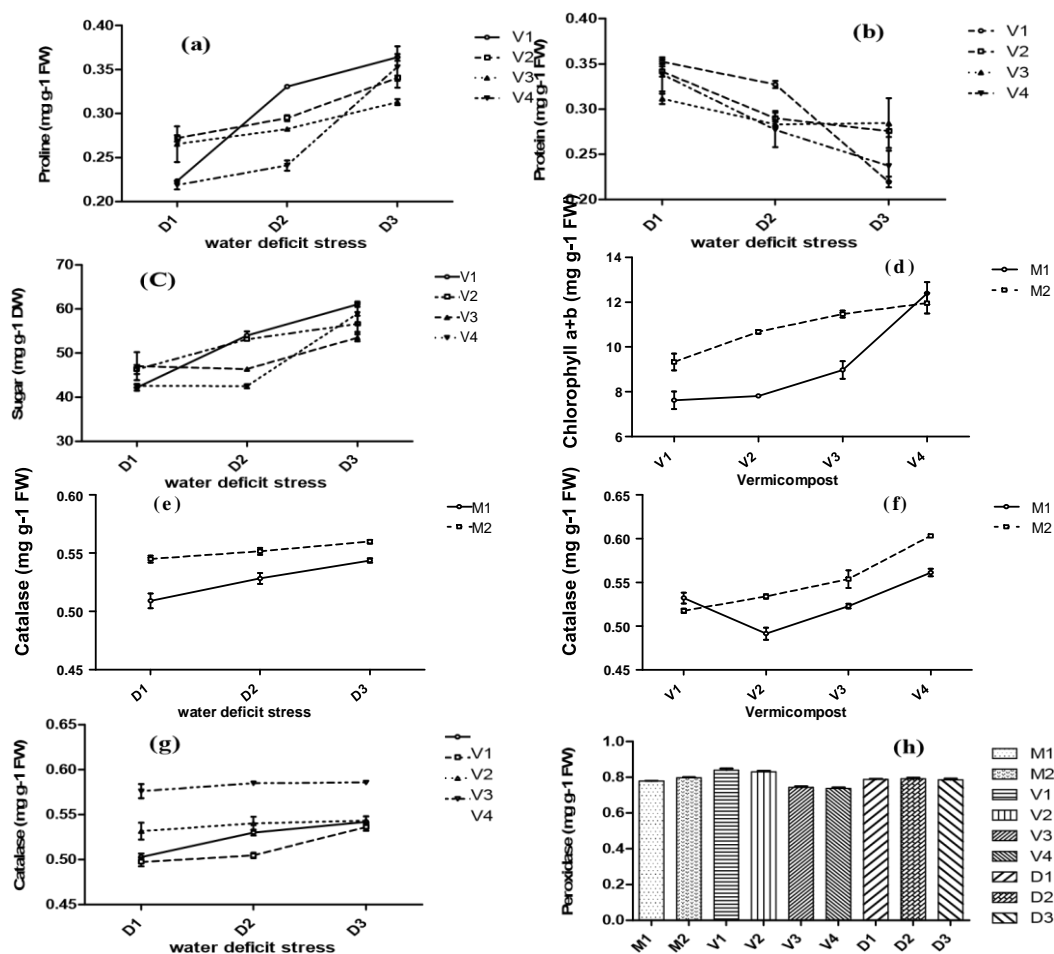 (a)
Proline (mg g-1 FW)
0.40
0.35
0.30
0.25
0.20
D1
D2
D3
water deficit stress
V1
V2
V3
V4
(b)
Protein (mg g-1 FW)
0.40
0.35
0.30
0.25
0.20
D1
D2
D3
water deficit stress
V1
V2
V3
V4
(C)
Sugar (mg g-1 DW)
70
60
50
40
30
D1
D2
D3
water deficit stress
V1
V2
V3
V4
(d)
Chlorophyll a+b (mg g-1 FW)
14
12
10
8
6
V1
V2
V3
V4
Vermicompost
M1
M2
(e)
Catalase (mg g-1 FW)
0.60
0.55
0.50
0.45
D1
D2
D3
water deficit stress
M1
M2
(f)
Catalase (mg g-1 FW)
0.65
0.60
0.55
0.50
0.45
V1
V2
V3
V4
Vermicompost
M1
M2
(g)
Catalase (mg g-1 FW)
0.65
0.60
0.55
0.50
0.45
D1
D2
D3
water deficit stress
V1
V2
V3
V4
(h)
Peroxidase (mg g-1 FW)
1.0
0.8
0.6
0.4
0.2
0.0
M1
M2
V1
V2
V3
V4
D1
D2
D3
M1
M2
V1
V2
V3
V4
D1
D2
D3